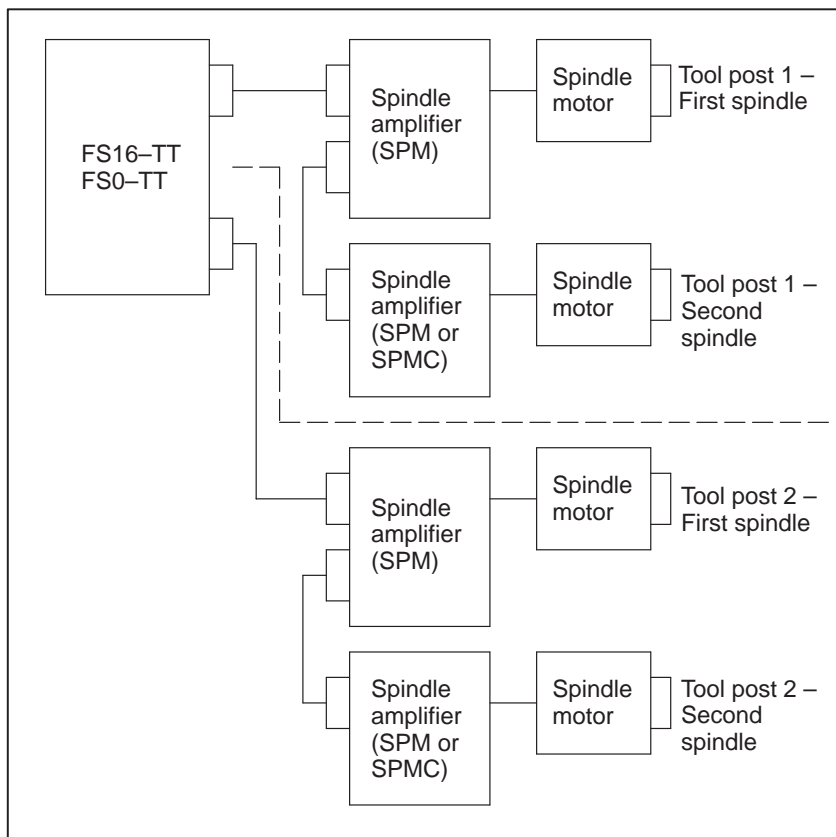 FS16–TT
FS0–TT
Spindle
amplifier
(SPM)
Spindle
motor
Tool post 1 –
First spindle
Spindle
amplifier
(SPM or
SPMC)
Spindle
motor
Tool post 1 –
Second
spindle
Spindle
amplifier
(SPM)
Spindle
motor
Tool post 2 –
First spindle
Spindle
amplifier
(SPM or
SPMC)
Spindle
motor
Tool post 2 –
Second
spindle